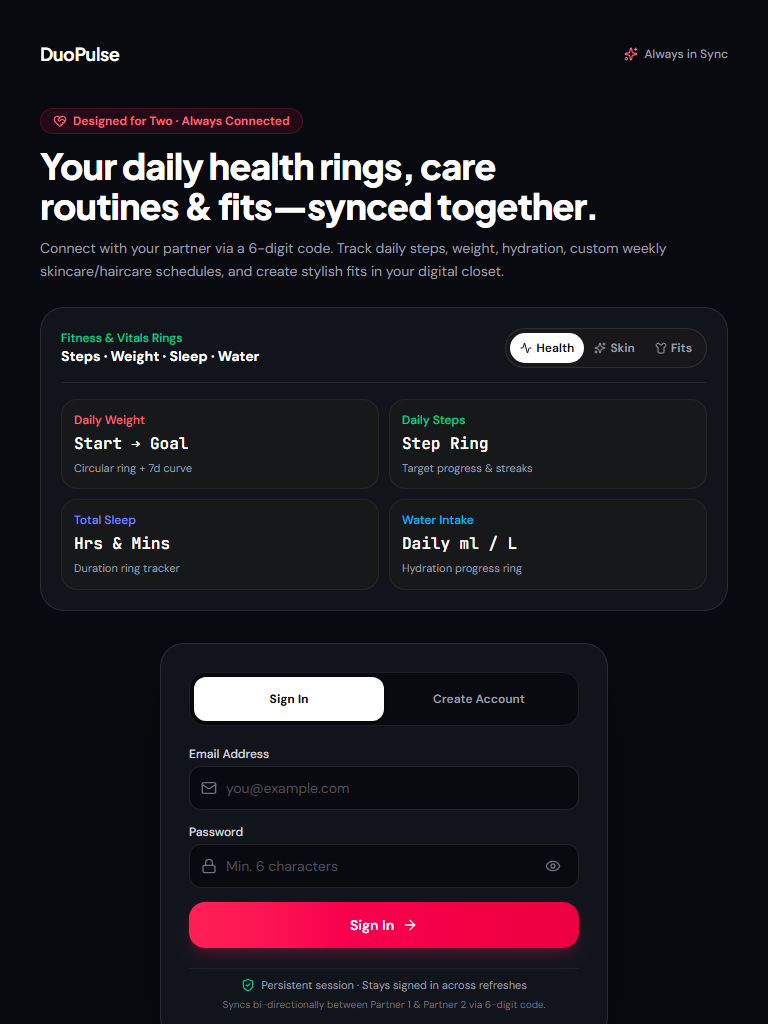 DuoPulse
Always in Sync
Designed for Two · Always Connected
Your daily health rings, care
routines & fits—synced together.
Connect with your partner via a 6-digit code. Track daily steps, weight, hydration, custom weekly
skincare/haircare schedules, and create stylish fits in your digital closet.
Fitness & Vitals Rings
Steps · Weight · Sleep · Water
Health
Skin
Fits
Daily Weight
Start → Goal
Circular ring + 7d curve
Daily Steps
Step Ring
Target progress & streaks
Total Sleep
Hrs & Mins
Duration ring tracker
Water Intake
Daily ml / L
Hydration progress ring
Sign In
Create Account
Email Address
you@example.com
Password
Min. 6 characters
Sign In →
Persistent session · Stays signed in across refreshes
Syncs bi-directionally between Partner 1 & Partner 2 via 6-digit code.